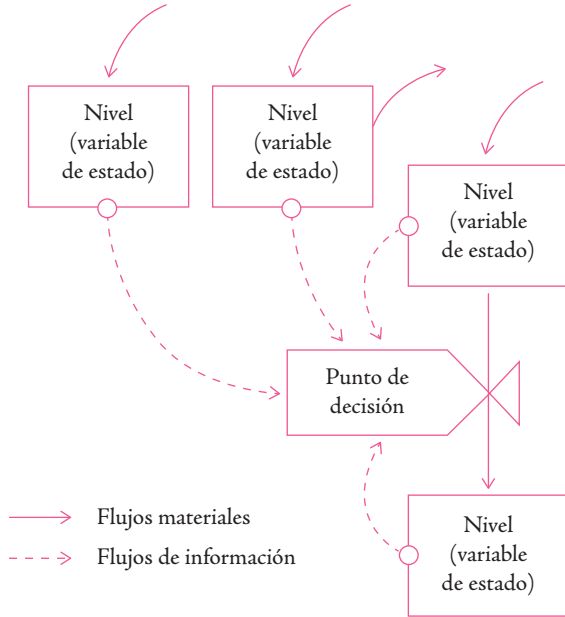 Nivel
(variable
de estado)
Nivel
(variable
de estado)
Nivel
(variable
de estado)
Punto de
decisión
Flujos materiales
Flujos de información
Nivel
(variable
de estado)